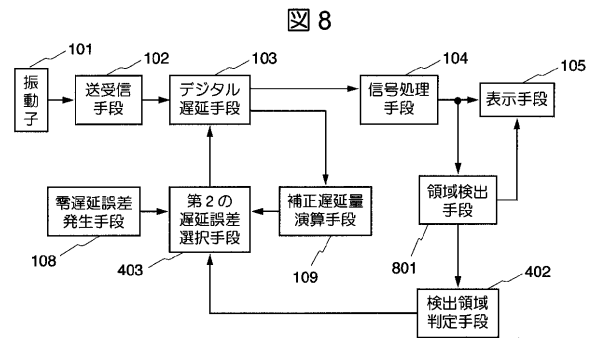 図8
101
振
動
子
102
送受信
手段
103
デジタル
遅延手段
104
信号処理
手段
105
表示手段
零遅延誤差
発生手段
108
第2の
遅延誤差
選択手段
403
補正遅延量
演算手段
109
領域検出
手段
801
402
検出領域
判定手段